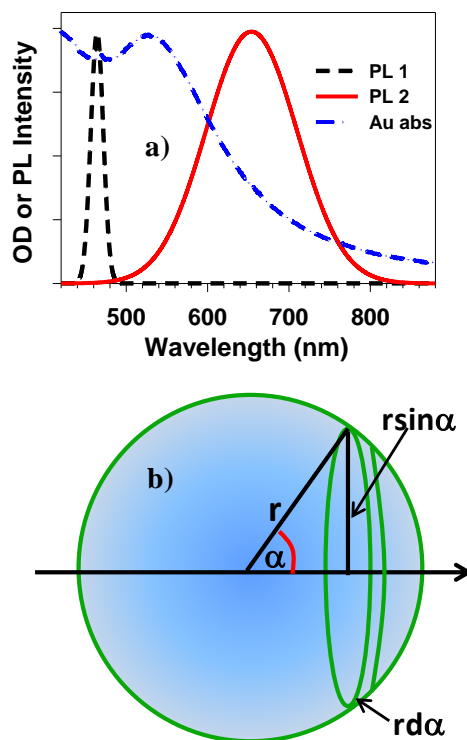 OD or PL Intensity
a)
PL 1
PL 2
Au abs
500 600 700 800
Wavelength (nm)
b)
rsinα
r
α
rdα